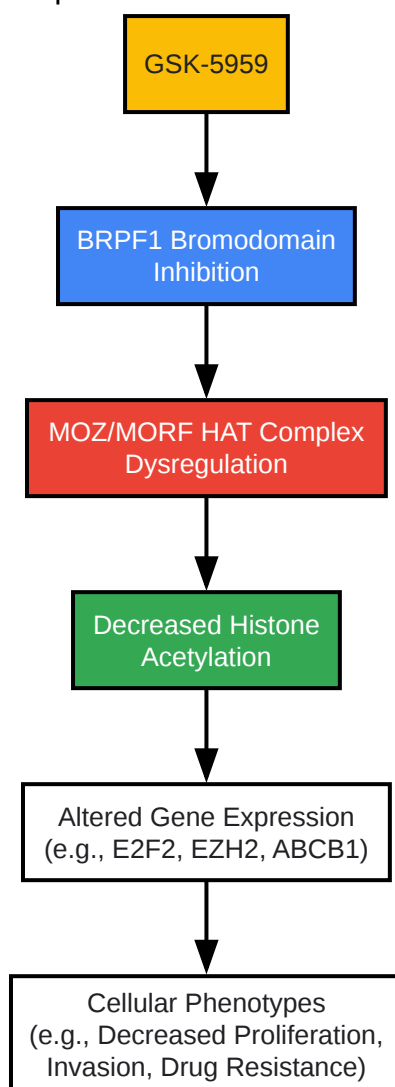 GSK-5959
BRPF1 Bromodomain
Inhibition
MOZ/MORF HAT Complex
Dysregulation
Decreased Histone
Acetylation
Altered Gene Expression
(e.g., E2F2, EZH2, ABCB1)
Cellular Phenotypes
(e.g., Decreased Proliferation,
Invasion, Drug Resistance)